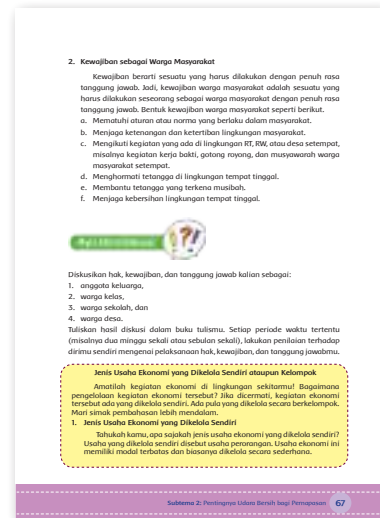 2. Kewajiban sebagai Warga Masyarakat
Kewajiban berarti sesuatu yang harus dilakukan dengan penuh rasa
tanggung jawab. Jadi, kewajiban warga masyarakat adalah sesuatu yang
harus dilakukan seseorang sebagai warga masyarakat dengan penuh rasa
tanggung jawab. Bentuk kewajiban warga masyarakat seperti berikut.
a. Mematuhi aturan atau norma yang berlaku dalam masyarakat.
b. Menjaga ketenangan dan ketertiban lingkungan masyarakat.
c. Mengikuti kegiatan yang ada di lingkungan RT, RW, atau desa setempat,
misalnya kegiatan kerja bakti, gotong royong, dan musyawarah warga
masyarakat setempat.
d. Menghormati tetangga di lingkungan tempat tinggal.
e. Membantu tetangga yang terkena musibah.
f. Menjaga kebersihan lingkungan tempat tinggal.
?!
Diskusikan hak, kewajiban, dan tanggung jawab kalian sebagai:
1. anggota keluarga,
2. warga kelas,
3. warga sekolah, dan
4. warga desa.
Tuliskan hasil diskusi dalam buku tulismu. Setiap periode waktu tertentu
(misalnya dua minggu sekali atau sebulan sekali), lakukan penilaian terhadap
dirimu sendiri mengenai pelaksanaan hak, kewajiban, dan tanggung jawabmu.
Jenis Usaha Ekonomi yang Dikelola Sendiri ataupun Kelompok
Amatilah kegiatan ekonomi di lingkungan sekitarmu! Bagaimana
pengelolaan kegiatan ekonomi tersebut? Jika dicermati, kegiatan ekonomi
tersebut ada yang dikelola sendiri. Ada pula yang dikelola secara berkelompok.
Mari simak pembahasan lebih mendalam.
1. Jenis Usaha Ekonomi yang Dikelola Sendiri
Tahukah kamu, apa sajakah jenis usaha ekonomi yang dikelola sendiri?
Usaha yang dikelola sendiri disebut usaha perorangan. Usaha ekonomi ini
memiliki modal terbatas dan biasanya dikelola secara sederhana.
Subtema 2: Pentingnya Udara Bersih bagi Pernapasan 67